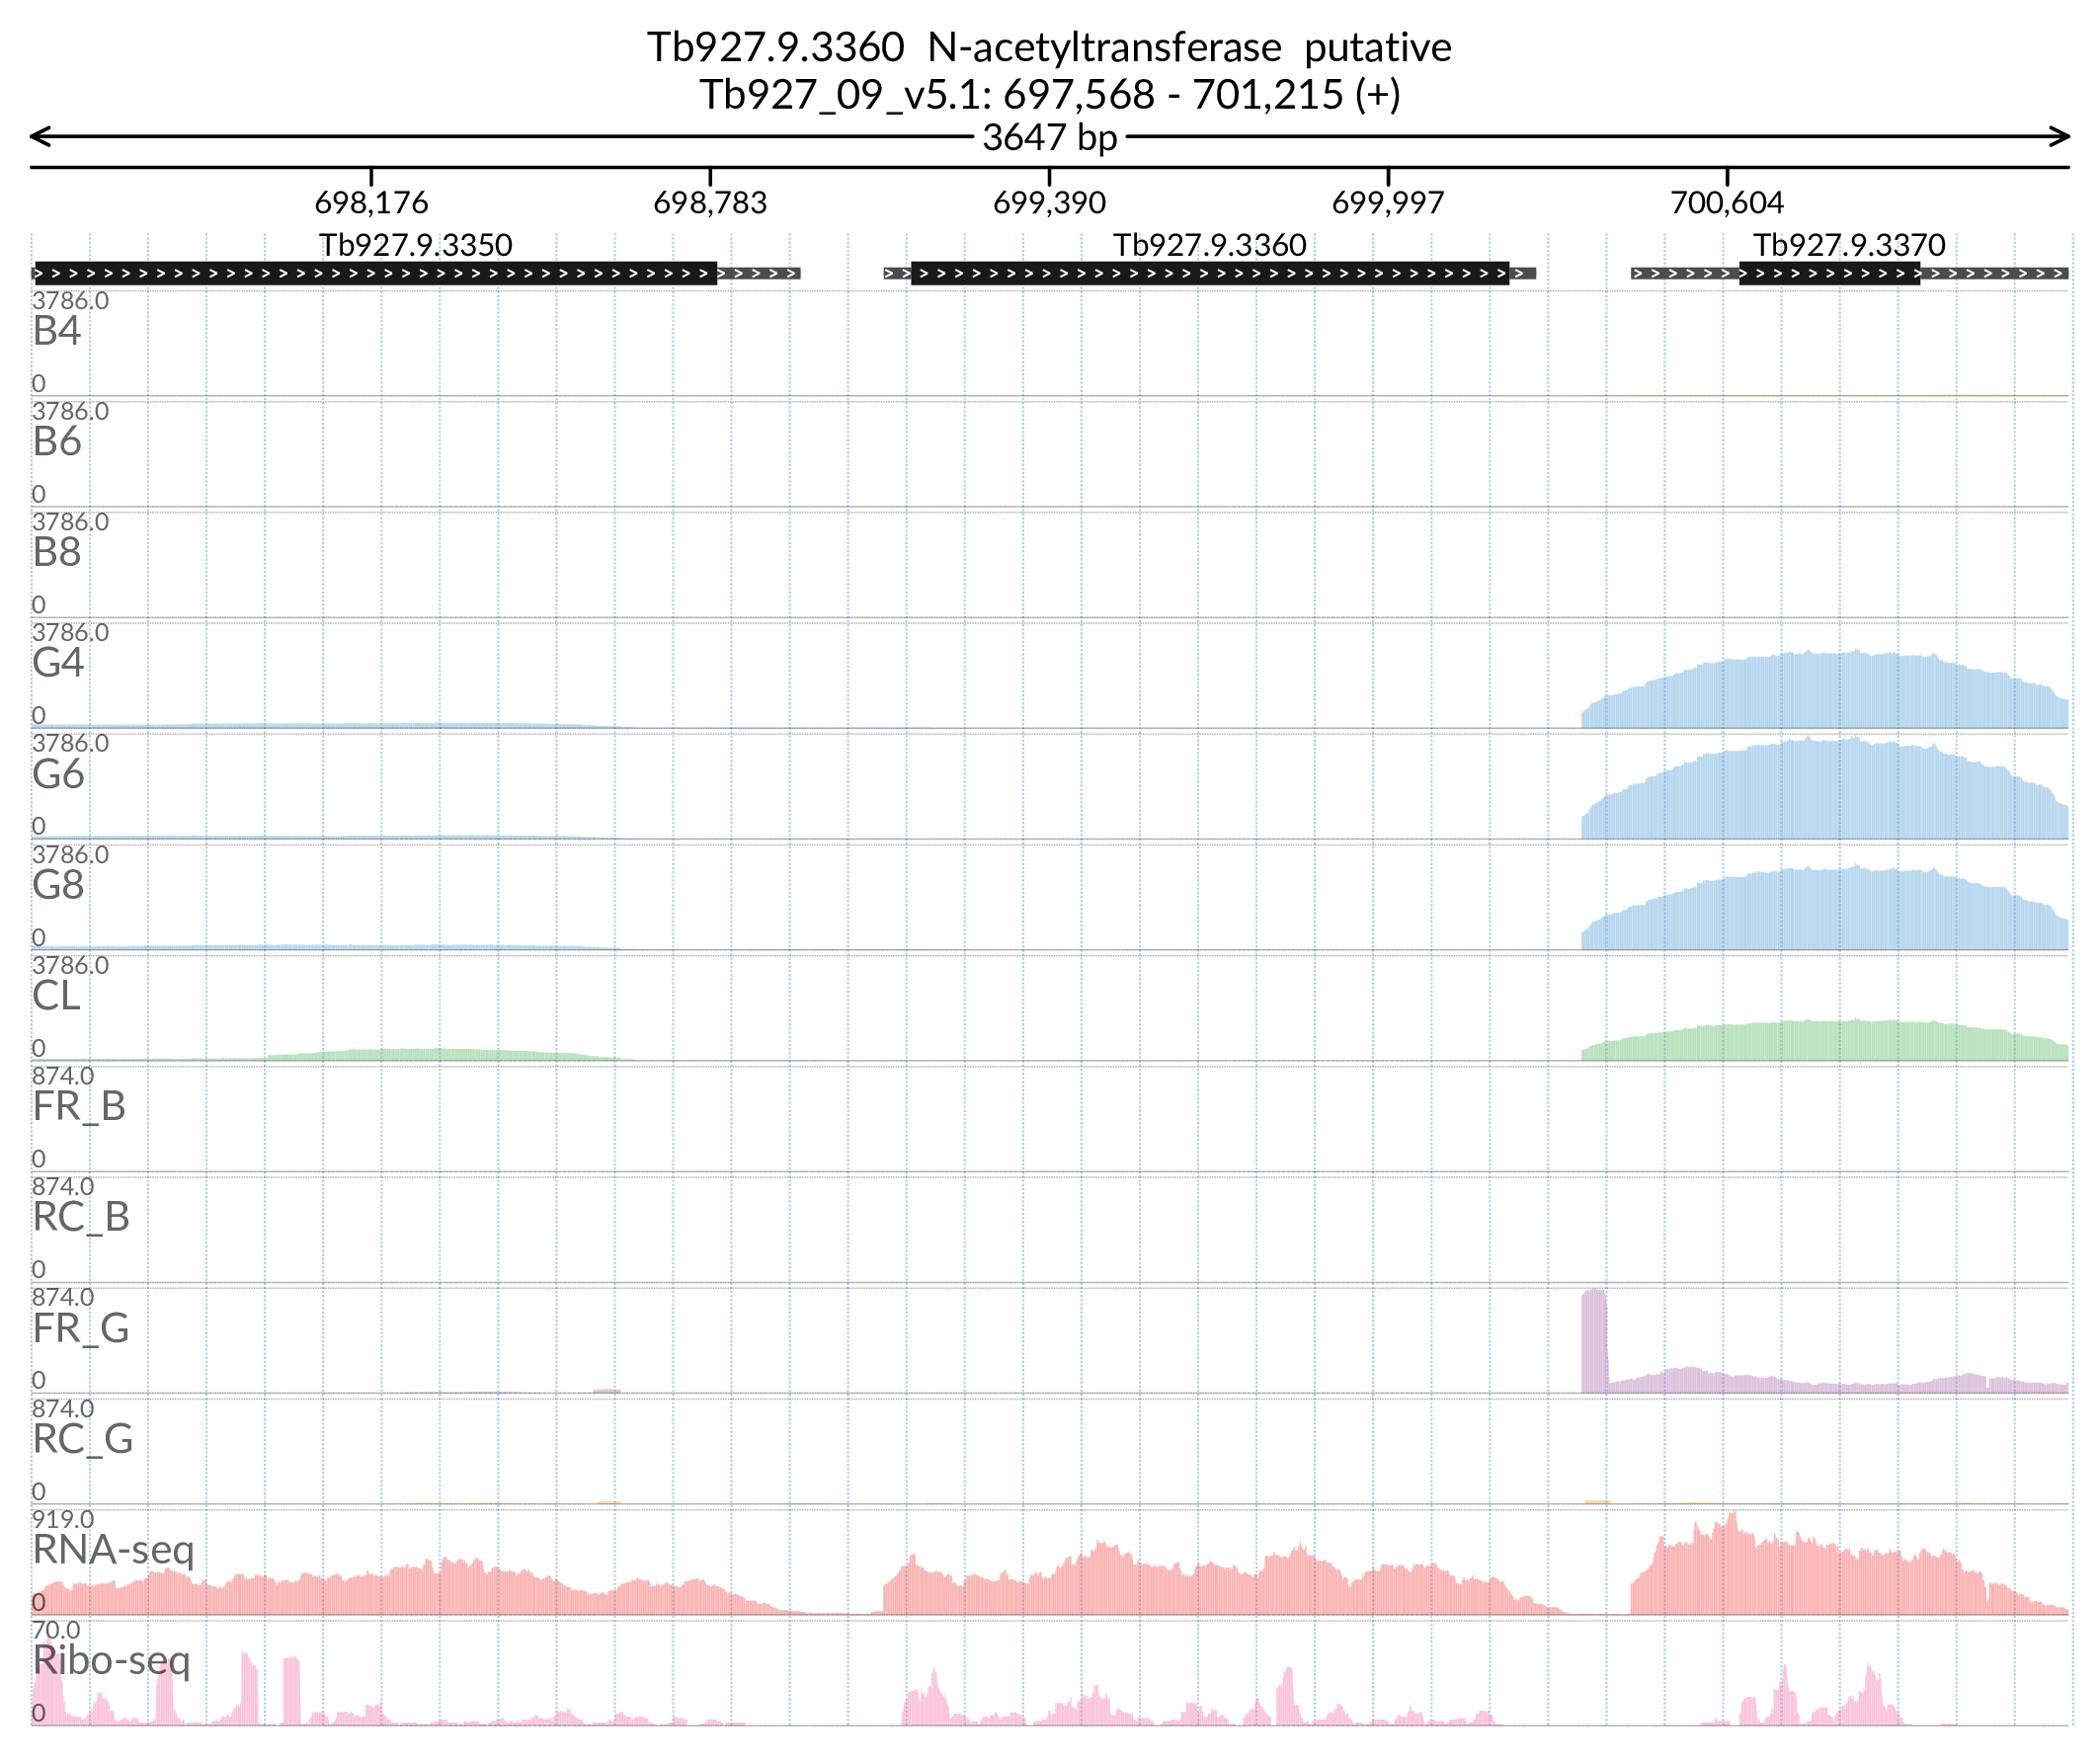 Tb927.9.3360 N-acetyltransferase putative
Tb927_09_v5.1: 697,568 - 701,215 (+)
3647 bp
698,176 698,783 699,390 699,997 700,604
Tb927.9.3350 Tb927.9.3360 Tb927.9.3370
3786.0
B4
0
3786.0
B6
0
3786.0
B8
0
3786.0
G4
0
3786.0
G6
0
3786.0
G8
0
3786.0
CL
0
874.0
FR_B
0
874.0
RC_B
0
874.0
FR_G
0
874.0
RC_G
0
919.0
RNA-seq
0
70.0
Ribo-seq
0